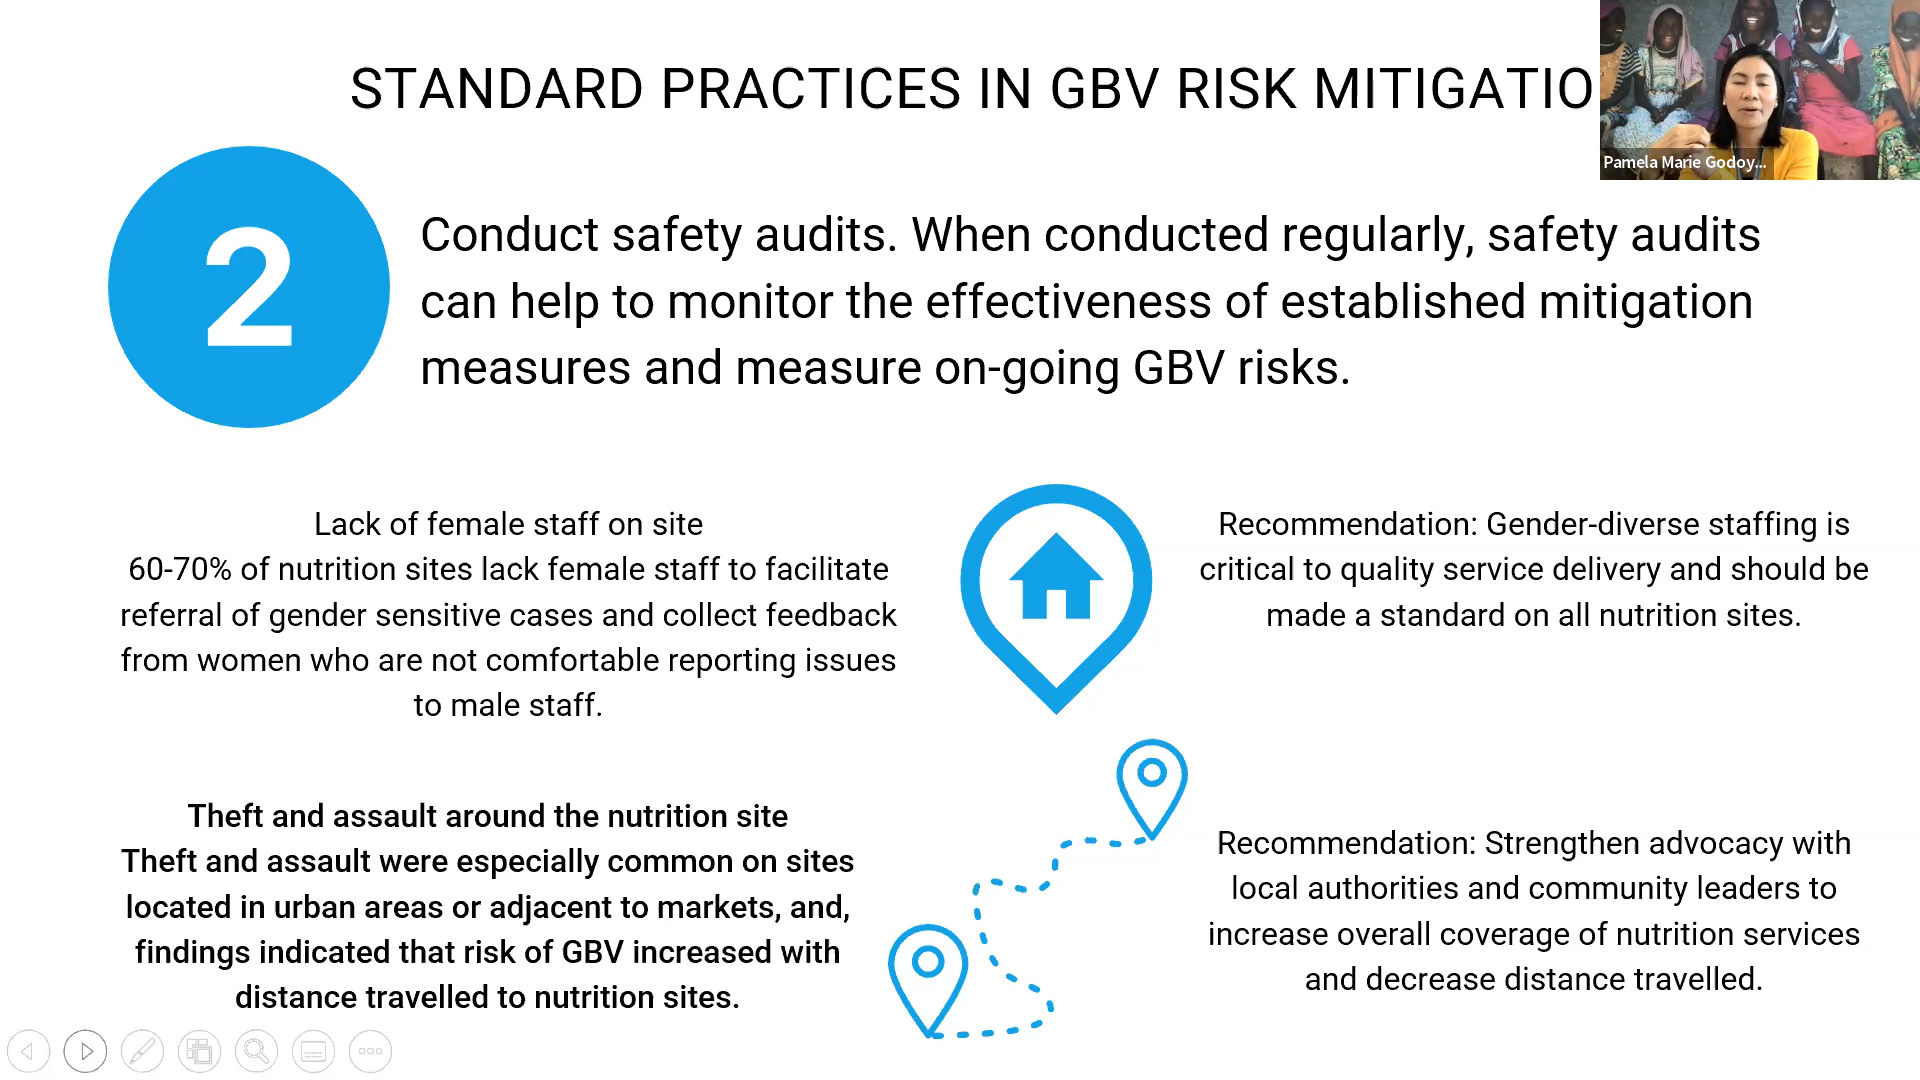 STANDARD PRACTICES IN GBV RISK MITIGATIO
Pamela Marie Godoy...
2
Conduct safety audits. When conducted regularly, safety audits
can help to monitor the effectiveness of established mitigation
measures and measure on-going GBV risks.
Lack of female staff on site
60-70% of nutrition sites lack female staff to facilitate
referral of gender sensitive cases and collect feedback
from women who are not comfortable reporting issues
to male staff.
Recommendation: Gender-diverse staffing is
critical to quality service delivery and should be
made a standard on all nutrition sites.
Theft and assault around the nutrition site
Theft and assault were especially common on sites
located in urban areas or adjacent to markets, and,
findings indicated that risk of GBV increased with
distance travelled to nutrition sites.
Recommendation: Strengthen advocacy with
local authorities and community leaders to
increase overall coverage of nutrition services
and decrease distance travelled.